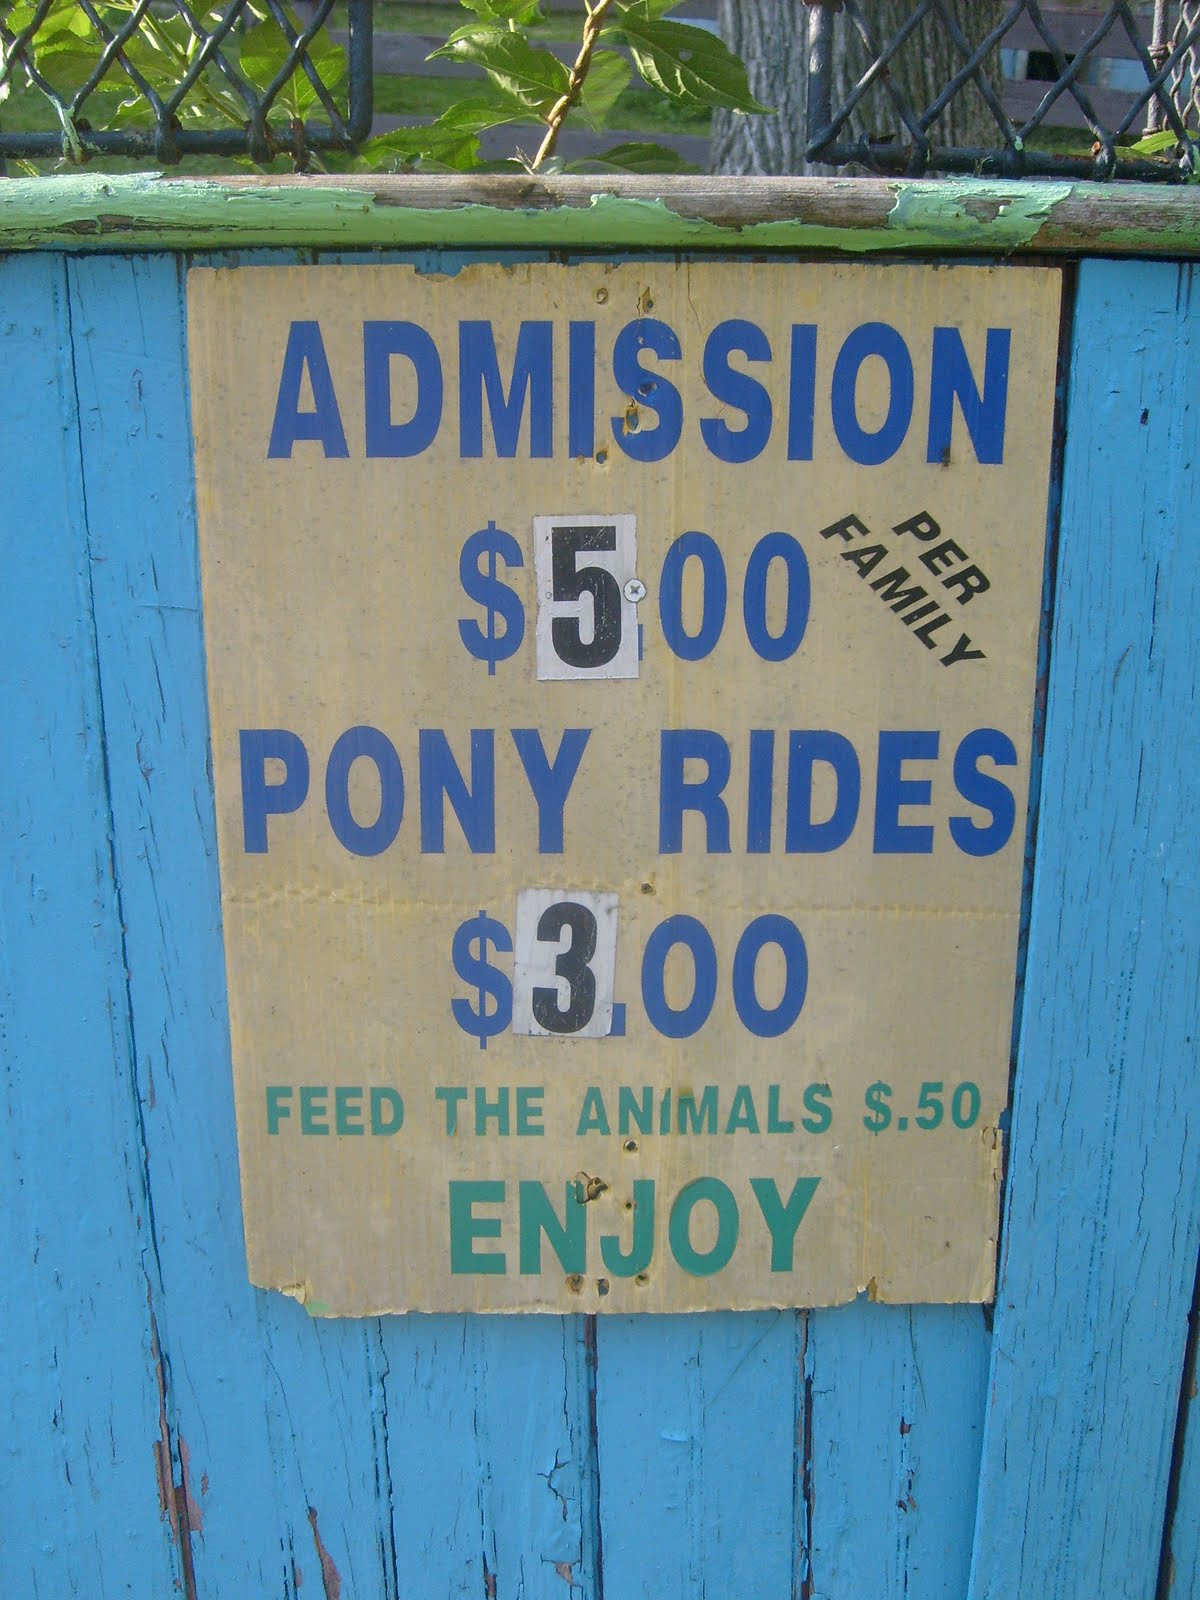 ADMISSION
$5.00
PER
FAMILY
PONY RIDES
$3.00
FEED THE ANIMALS $.50
ENJOY